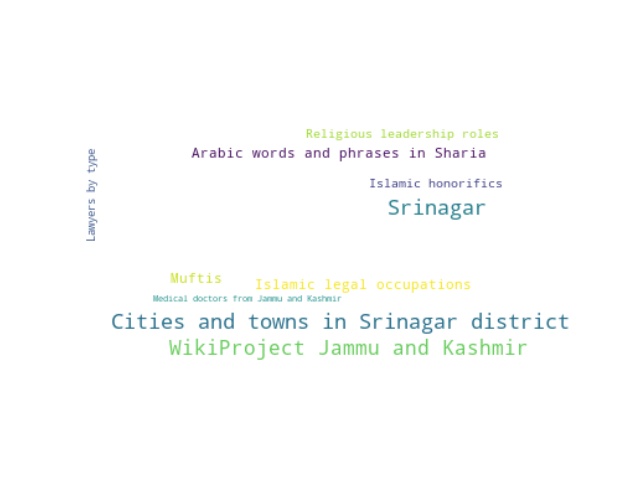 Religious leadership roles
Arabic words and phrases in Sharia
Lawyers by type
Islamic honorifics
Srinagar
Muftis
Islamic legal occupations
Medical doctors from Jammu and Kashmir
Cities and towns in Srinagar district
WikiProject Jammu and Kashmir